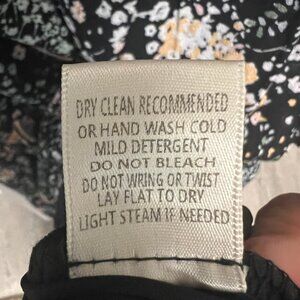 DRY CLEAN RECOMMENDED
OR HAND WASH COLD
MILD DETERGENT
DO NOT BLEACH
DO NOT WRING OR TWIST
LAY FLAT TO DRY
LIGHT STEAM IF NEEDED